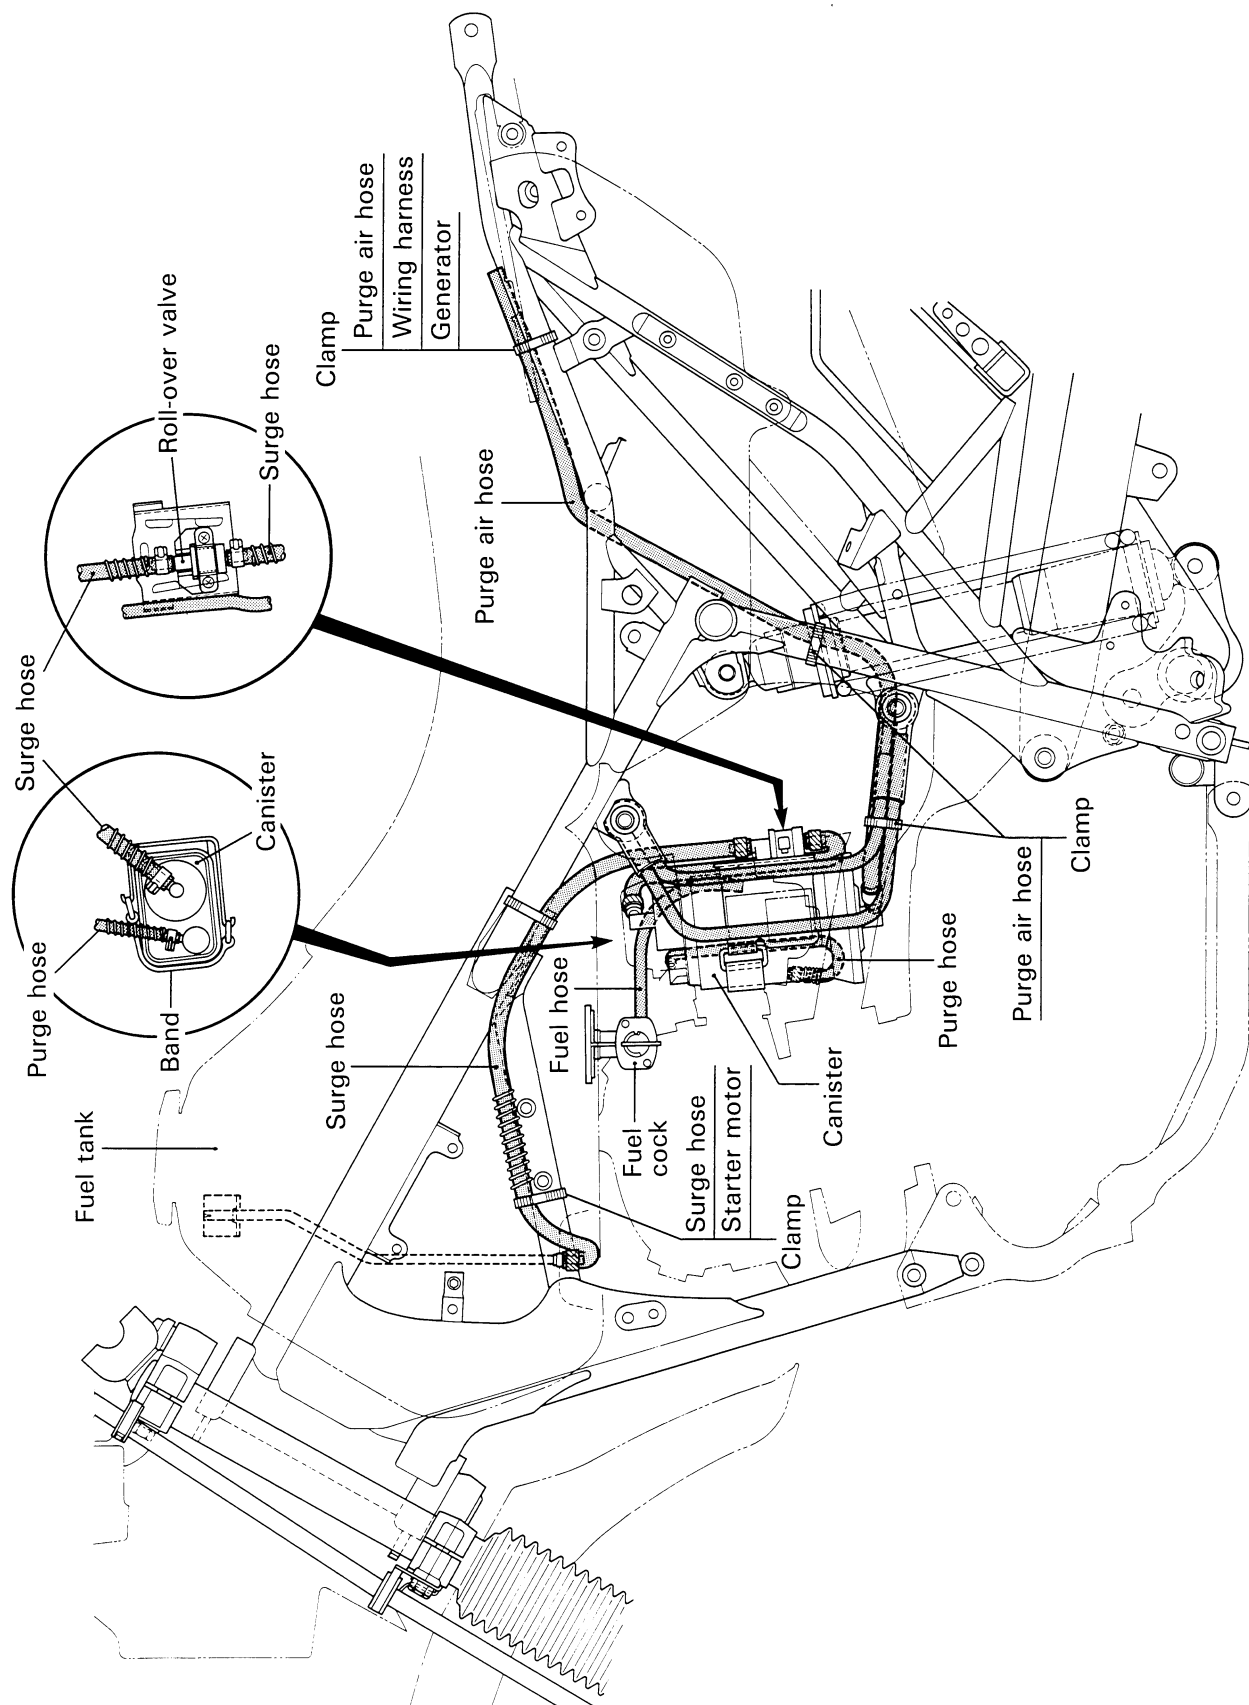 Fuel tank
Purge hose
Band
Surge hose
Canister
Surge hose
Roll-over valve
Surge hose
Clamp
Purge air hose
Wiring harness
Generator
Purge air hose
Fuel hose
Fuel
cock
Surge hose
Starter motor
Clamp
Canister
Purge hose
Purge air hose
Clamp